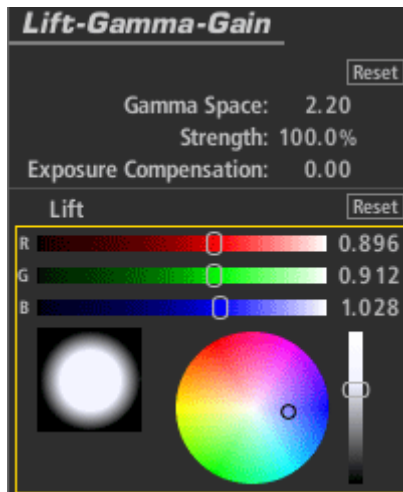 Lift-Gamma-Gain
Reset
Gamma Space: 2.20
Strength: 100.0%
Exposure Compensation: 0.00
Lift Reset
R 0.896
G 0.912
B 1.028